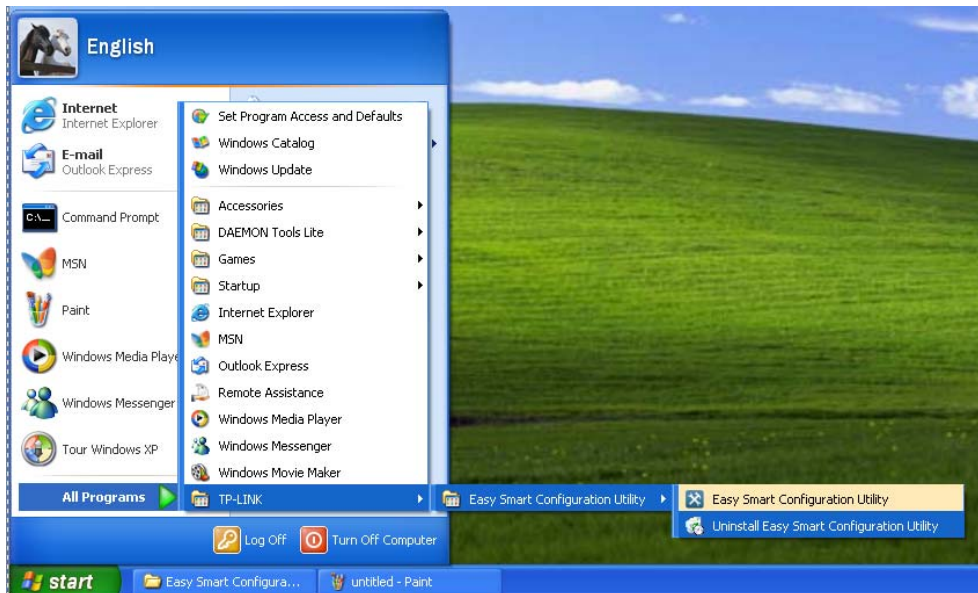 English
Internet
Internet Explorer
E-mail
Outlook Express
C:\_
Command Prompt
MSN
Paint
Windows Media Playe
Windows Messenger
Tour Windows XP
All Programs
Set Program Access and Defaults
Windows Catalog
Windows Update
Accessories
DAEMON Tools Lite
Games
Startup
Internet Explorer
MSN
Outlook Express
Remote Assistance
Windows Media Player
Windows Messenger
Windows Movie Maker
TP-LINK
Easy Smart Configuration Utility
Easy Smart Configuration Utility
Uninstall Easy Smart Configuration Utility
Log Off
Turn Off Computer
start
Easy Smart Configura...
untitled - Paint